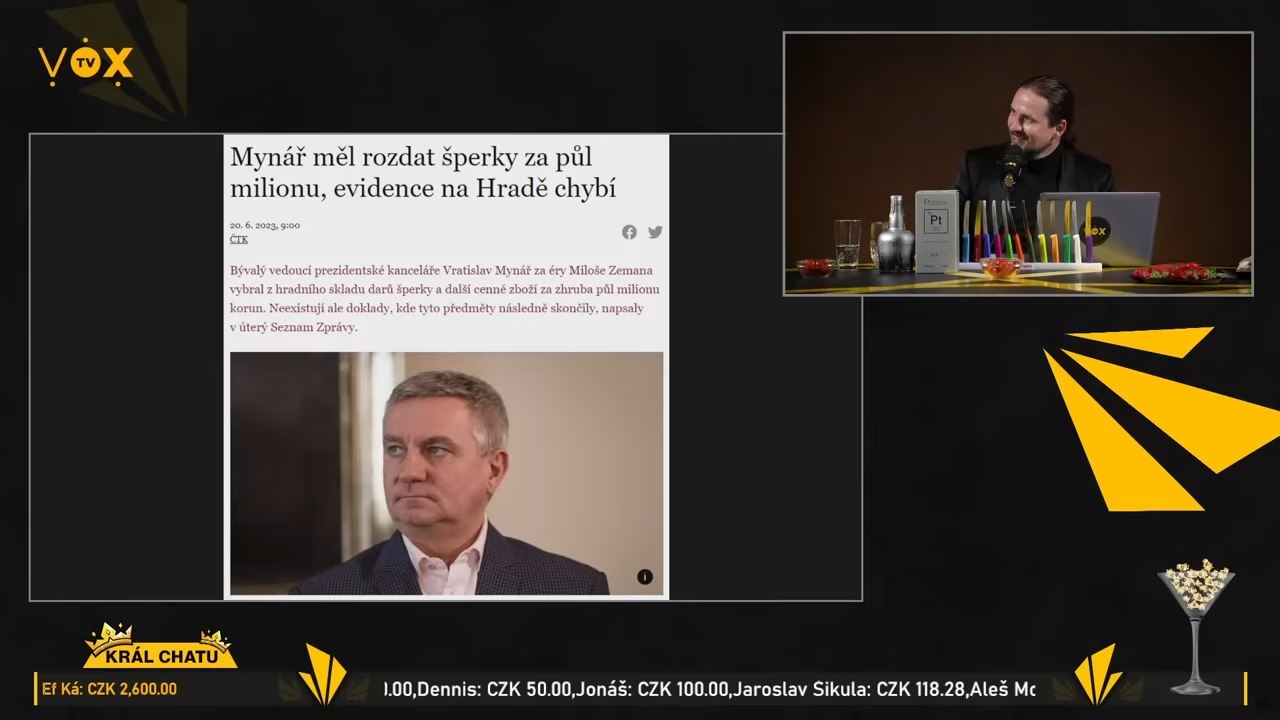 VOX
TV
Mynář měl rozdat šperky za půl
milionu, evidence na Hradě chybí
20. 6. 2023, 9:00
ČTK
Bývalý vedoucí prezidentské kanceláře Vratislav Mynář za éry Miloše Zemana
vybral z hradního skladu darů šperky a další cenné zboží za zhruba půl milionu
korun. Neexistují ale doklady, kde tyto předměty následně skončily, napsaly
v úterý Seznam Zprávy.
i
Pt
VOX
KRÁL CHATU
Ef Ká: CZK 2,600.00
0.00,Dennis: CZK 50.00,Jonáš: CZK 100.00,Jaroslav Sikula: CZK 118.28,Aleš Mo